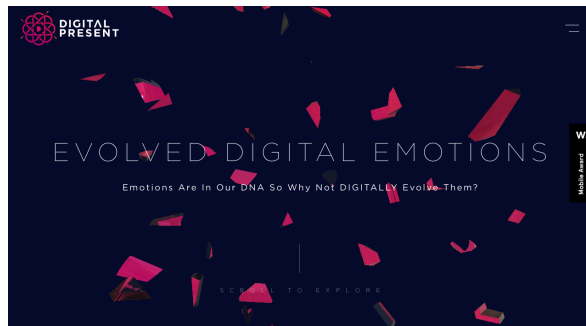 DIGITAL
PRESENT
EVOLVED DIGITAL EMOTIONS
Emotions Are In Our DNA So Why Not DIGITALLY Evolve Them?
SCROLL TO EXPLORE
W
Mobile Award